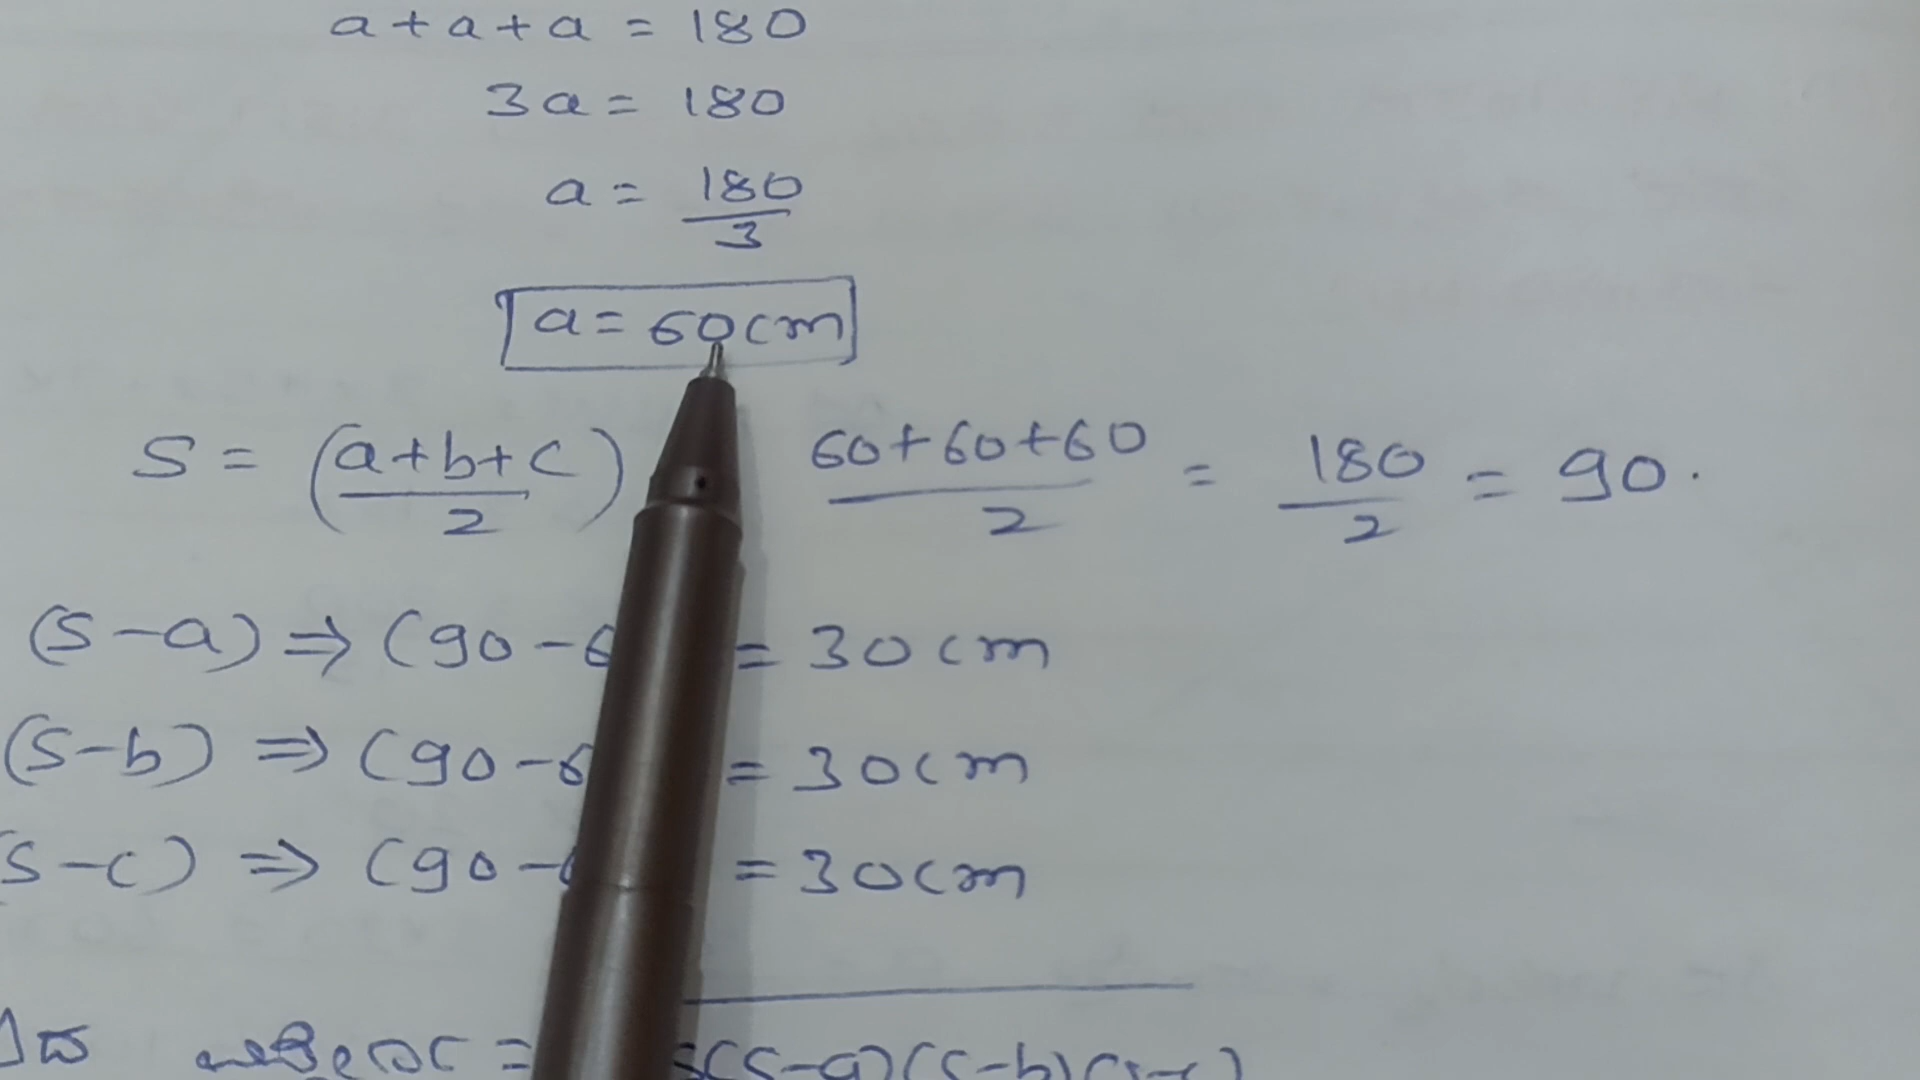 a + a + a = 180
3a = 180
a = 180/3
a = 60cm
S = (a+b+c/2) 60+60+60/2 = 180/2 = 90.
(S-a) ⇒ (90-6 = 30cm
(S-b) ⇒ (90-6 = 30cm
S-c) ⇒ (90- = 30cm
= s(s-a)(s-b)(s-c)